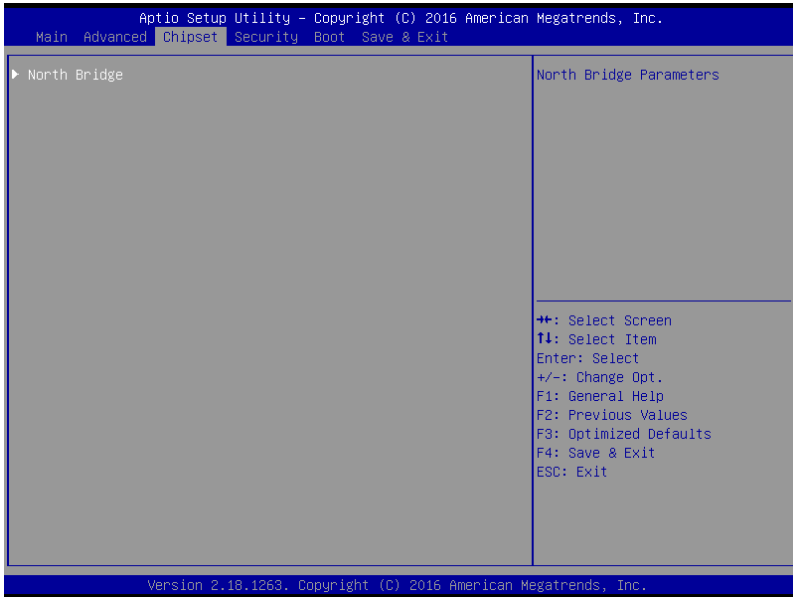 Aptio Setup Utility – Copyright (C) 2016 American Megatrends, Inc.
Main Advanced Chipset Security Boot Save & Exit
▶ North Bridge
North Bridge Parameters
→←: Select Screen
↑↓: Select Item
Enter: Select
+/-: Change Opt.
F1: General Help
F2: Previous Values
F3: Optimized Defaults
F4: Save & Exit
ESC: Exit
Version 2.18.1263. Copyright (C) 2016 American Megatrends, Inc.